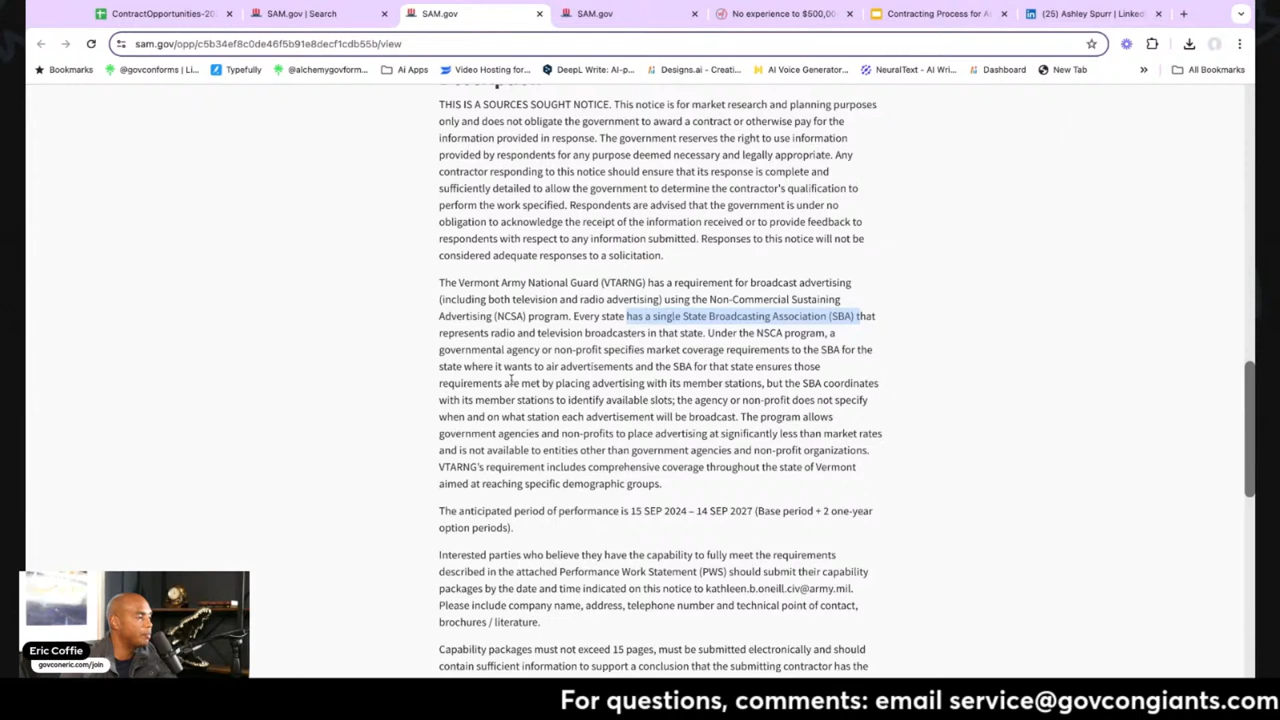 ContractOpportunities-20
SAM.gov | Search
SAM.gov
SAM.gov
No experience to $500,00
Contracting Process for A
(25) Ashley Spurr | Linked
sam.gov/opp/c5b34ef8c0de46f5b91e8decf1cdb55b/view
Bookmarks
@govconforms | Li...
Typefully
@alchemygovform...
Ai Apps
Video Hosting for...
DeepL Write: AI-p...
Designs.ai - Creati...
AI Voice Generator...
NeuralText - AI Wri...
Dashboard
New Tab
All Bookmarks
THIS IS A SOURCES SOUGHT NOTICE. This notice is for market research and planning purposes
only and does not obligate the government to award a contract or otherwise pay for the
information provided in response. The government reserves the right to use information
provided by respondents for any purpose deemed necessary and legally appropriate. Any
contractor responding to this notice should ensure that its response is complete and
sufficiently detailed to allow the government to determine the contractor's qualification to
perform the work specified. Respondents are advised that the government is under no
obligation to acknowledge the receipt of the information received or to provide feedback to
respondents with respect to any information submitted. Responses to this notice will not be
considered adequate responses to a solicitation.
The Vermont Army National Guard (VTARNG) has a requirement for broadcast advertising
(including both television and radio advertising) using the Non-Commercial Sustaining
Advertising (NCSA) program. Every state has a single State Broadcasting Association (SBA) that
represents radio and television broadcasters in that state. Under the NSCA program, a
governmental agency or non-profit specifies market coverage requirements to the SBA for the
state where it wants to air advertisements and the SBA for that state ensures those
requirements are met by placing advertising with its member stations, but the SBA coordinates
with its member stations to identify available slots; the agency or non-profit does not specify
when and on what station each advertisement will be broadcast. The program allows
government agencies and non-profits to place advertising at significantly less than market rates
and is not available to entities other than government agencies and non-profit organizations.
VTARNG's requirement includes comprehensive coverage throughout the state of Vermont
aimed at reaching specific demographic groups.
The anticipated period of performance is 15 SEP 2024 – 14 SEP 2027 (Base period + 2 one-year
option periods).
Interested parties who believe they have the capability to fully meet the requirements
described in the attached Performance Work Statement (PWS) should submit their capability
packages by the date and time indicated on this notice to kathleen.b.oneill.civ@army.mil.
Please include company name, address, telephone number and technical point of contact,
brochures / literature.
Capability packages must not exceed 15 pages, must be submitted electronically and should
contain sufficient information to support a conclusion that the submitting contractor has the
Eric Coffie
govconeric.com/join
For questions, comments: email service@govcongiants.com